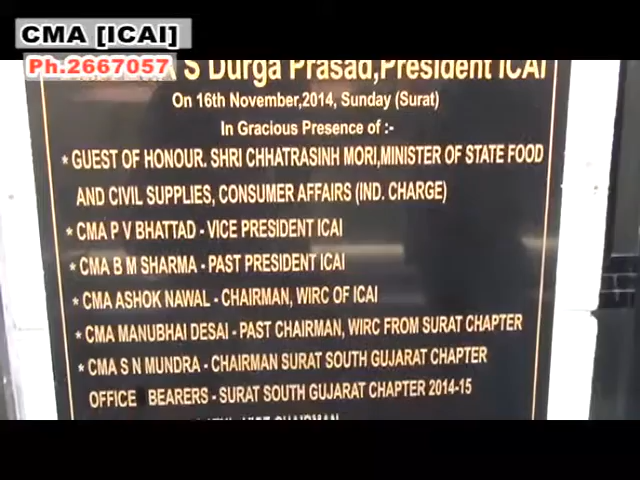 CMA [ICAI]
Ph.2667057
S Durga Prasad,President ICAI
On 16th November,2014, Sunday (Surat)
In Gracious Presence of :-
* GUEST OF HONOUR. SHRI CHHATRASINH MORI,MINISTER OF STATE FOOD
AND CIVIL SUPPLIES, CONSUMER AFFAIRS (IND. CHARGE)
* CMA P V BHATTAD - VICE PRESIDENT ICAI
* CMA B M SHARMA - PAST PRESIDENT ICAI
* CMA ASHOK NAWAL - CHAIRMAN, WIRC OF ICAI
* CMA MANUBHAI DESAI - PAST CHAIRMAN, WIRC FROM SURAT CHAPTER
* CMA S N MUNDRA - CHAIRMAN SURAT SOUTH GUJARAT CHAPTER
OFFICE BEARERS - SURAT SOUTH GUJARAT CHAPTER 2014-15